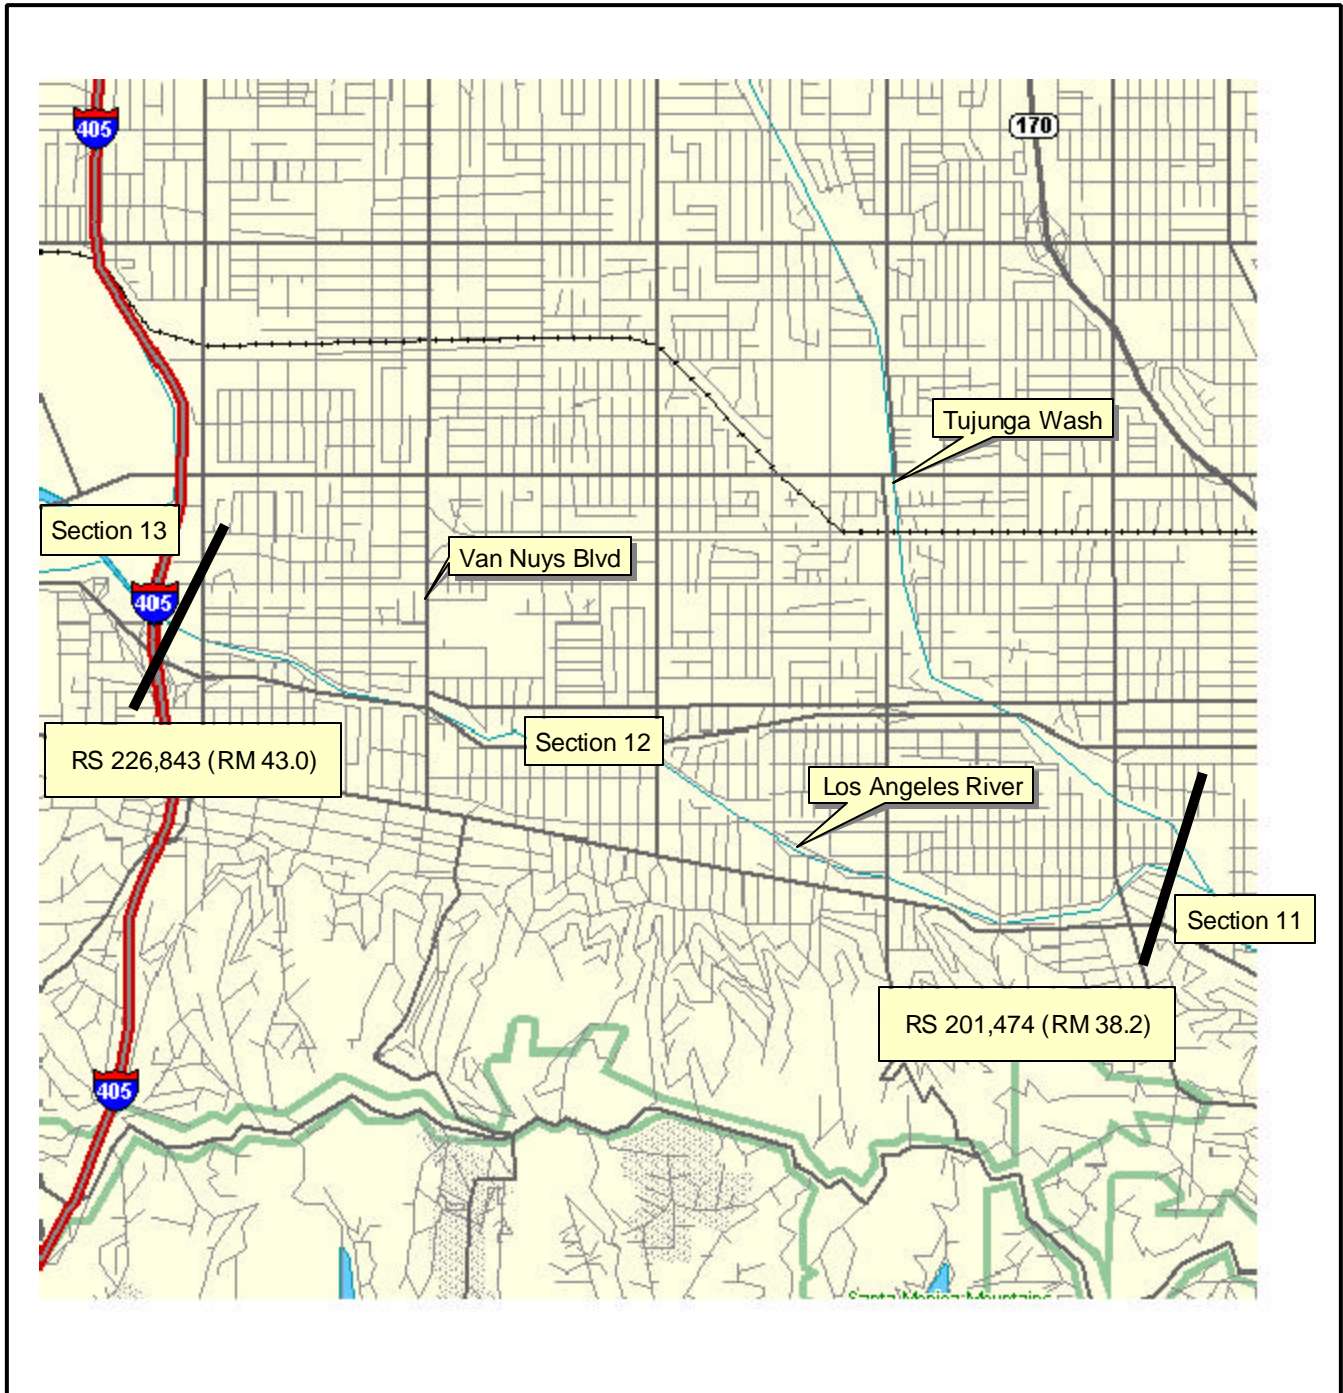 405
170
Tujunga Wash
Section 13
Van Nuys Blvd
405
RS 226,843 (RM 43.0)
Section 12
Los Angeles River
Section 11
RS 201,474 (RM 38.2)
405
Santa Monica Mountains